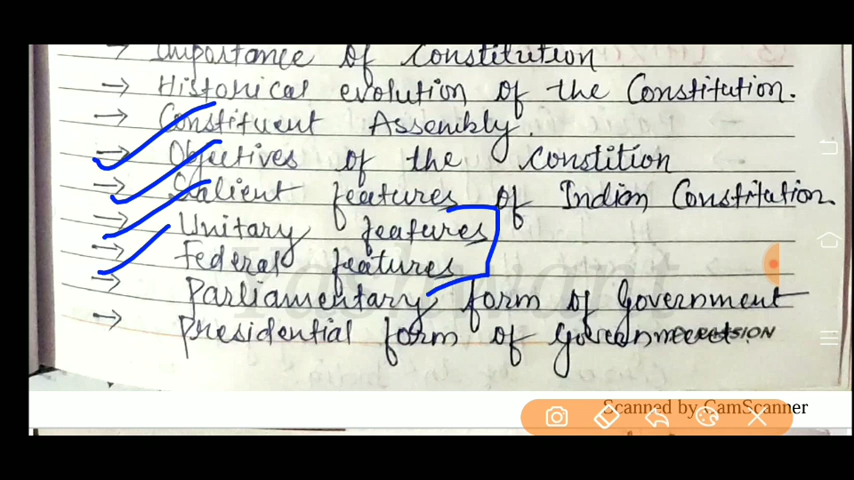 → Importance of Constitution
→ Historical evolution of the Constitution.
→ Constituent Assembly.
→ Objectives of the Constition
→ Salient features of Indian Constitution.
→ Unitary features
→ Federal features
→ Parliamentary form of Government
→ Presidential form of Government.
Scanned by CamScanner